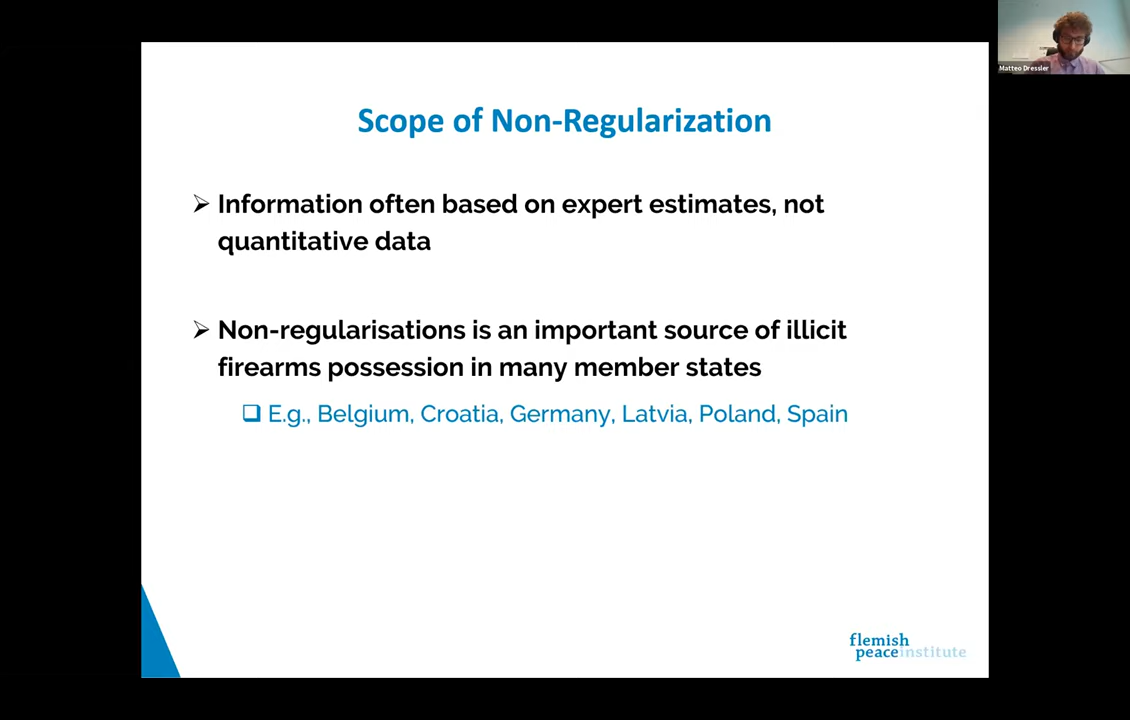 Matteo Dressler
Scope of Non-Regularization
Information often based on expert estimates, not
quantitative data
Non-regularisations is an important source of illicit
firearms possession in many member states
E.g., Belgium, Croatia, Germany, Latvia, Poland, Spain
flemish
peaceinstitute